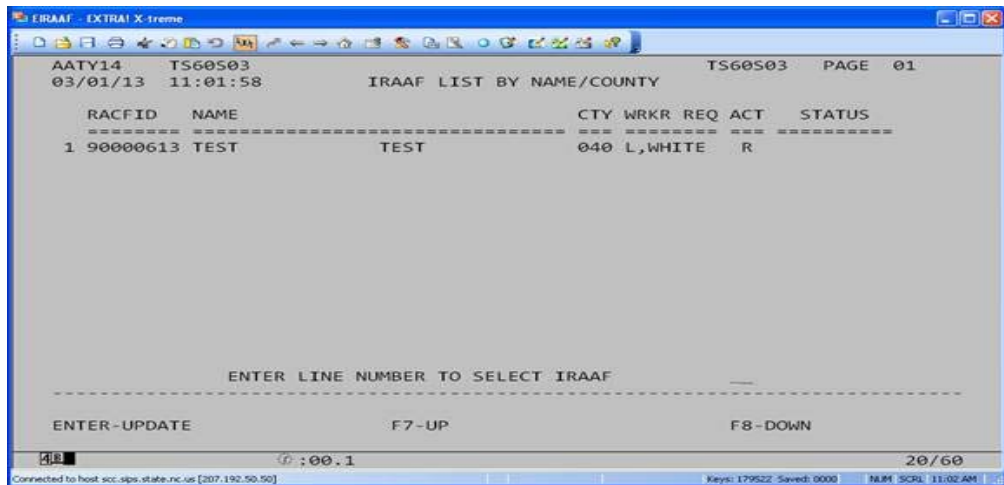 EIRAAF - EXTRA! X-treme
AATY14 TS60S03 TS60S03 PAGE 01
03/01/13 11:01:58 IRAAF LIST BY NAME/COUNTY
RACFID NAME CTY WRKR REQ ACT STATUS
======== ================================ === ======== === ==========
1 90000613 TEST TEST 040 L,WHITE R
ENTER LINE NUMBER TO SELECT IRAAF __
ENTER-UPDATE F7-UP F8-DOWN
:00.1 20/60
Connected to host scc.sips.state.nc.us [207.192.50.50] Keys: 179522 Saved: 0000 NUM SCRL 11:02 AM